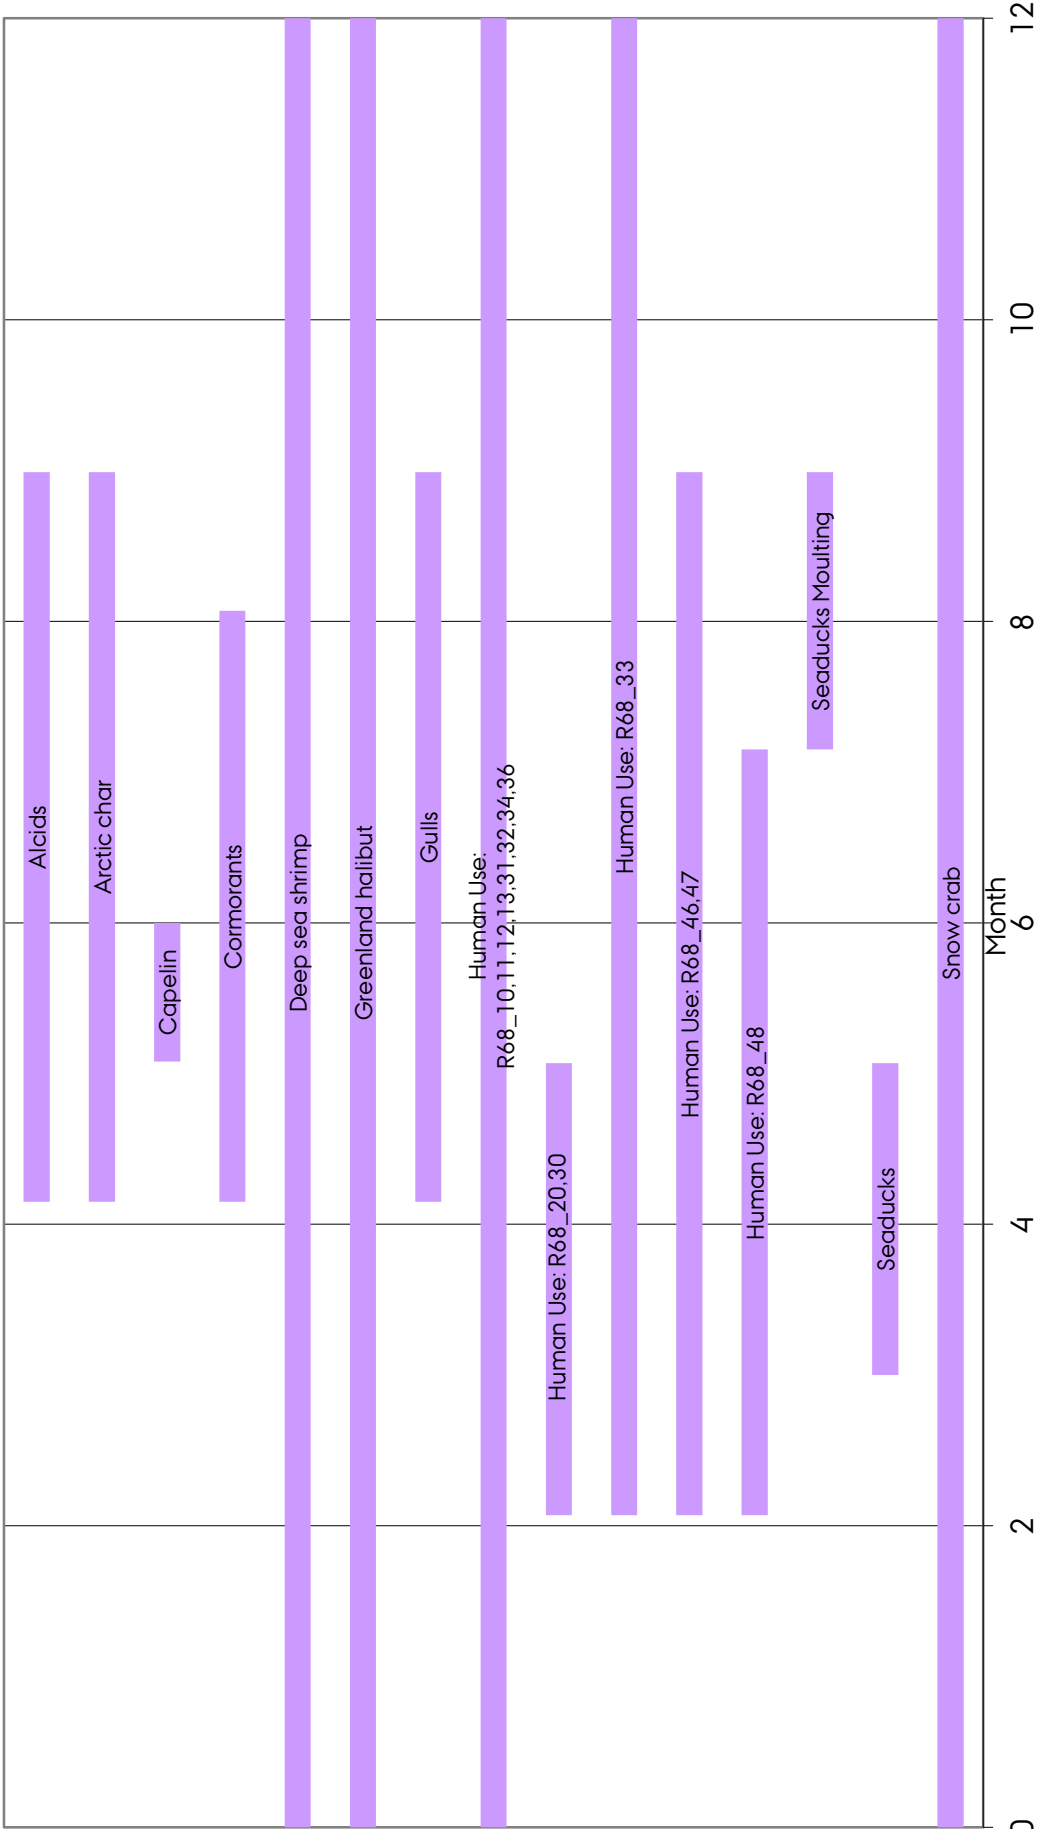 Alcids
Arctic char
Capelin
Cormorants
Deep sea shrimp
Greenland halibut
Gulls
Human Use:
R68_10,11,12,13,31,32,34,36
Human Use: R68_20,30
Human Use: R68_33
Human Use: R68_46,47
Human Use: R68_48
Seaducks Moulting
Seaducks
Snow crab
Month
0
2
4
6
8
10
12